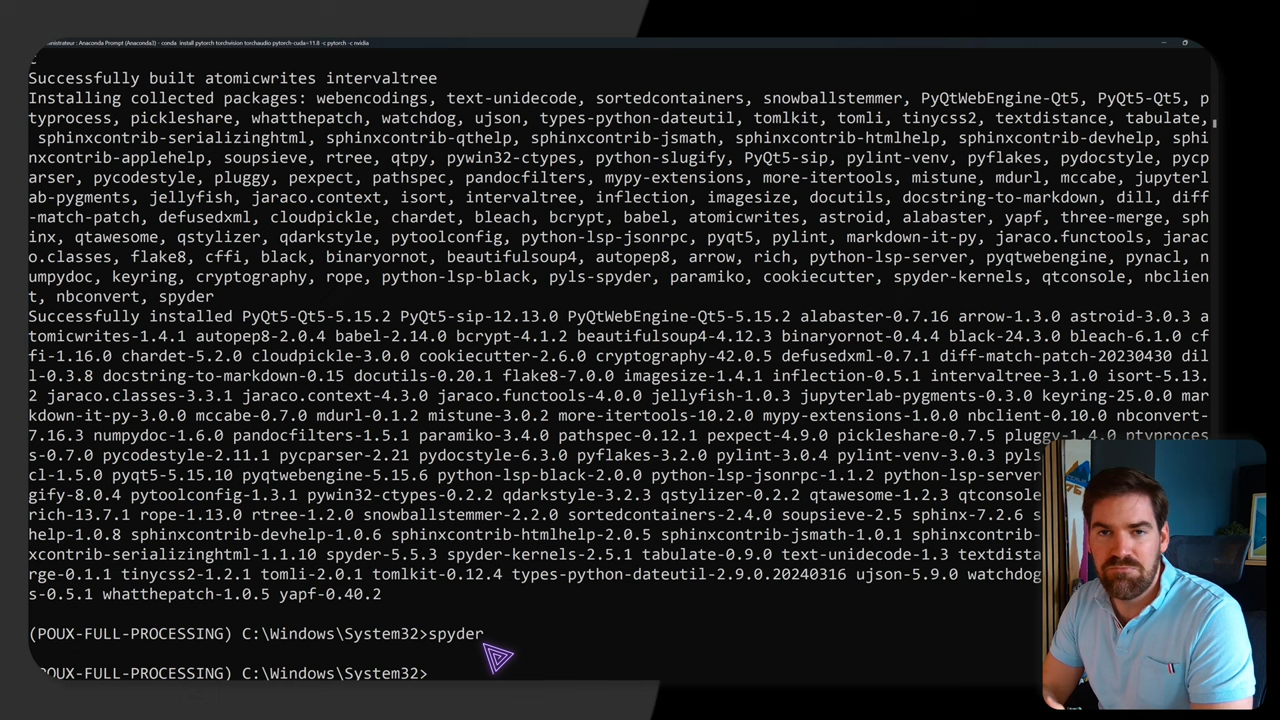 ministrateur : Anaconda Prompt (Anaconda3) - conda install pytorch torchvision torchaudio pytorch-cuda=11.8 -c pytorch -c nvidia
Successfully built atomicwrites intervaltree
Installing collected packages: webencodings, text-unidecode, sortedcontainers, snowballstemmer, PyQtWebEngine-Qt5, PyQt5-Qt5, p
typrocess, pickleshare, whatthepatch, watchdog, ujson, types-python-dateutil, tomlkit, tomli, tinycss2, textdistance, tabulate,
sphinxcontrib-serializinghtml, sphinxcontrib-qthelp, sphinxcontrib-jsmath, sphinxcontrib-htmlhelp, sphinxcontrib-devhelp, sphi
nxcontrib-applehelp, soupsieve, rtree, qtpy, pywin32-ctypes, python-slugify, PyQt5-sip, pylint-venv, pyflakes, pydocstyle, pycp
arser, pycodestyle, pluggy, pexpect, pathspec, pandocfilters, mypy-extensions, more-itertools, mistune, mdurl, mccabe, jupyterl
ab-pygments, jellyfish, jaraco.context, isort, intervaltree, inflection, imagesize, docutils, docstring-to-markdown, dill, diff
-match-patch, defusedxml, cloudpickle, chardet, bleach, bcrypt, babel, atomicwrites, astroid, alabaster, yapf, three-merge, sph
inx, qtawesome, qstylizer, qdarkstyle, pytoolconfig, python-lsp-jsonrpc, pyqt5, pylint, markdown-it-py, jaraco.functools, jarac
o.classes, flake8, cffi, black, binaryornot, beautifulsoup4, autopep8, arrow, rich, python-lsp-server, pyqtwebengine, pynacl, n
umpydoc, keyring, cryptography, rope, python-lsp-black, pyls-spyder, paramiko, cookiecutter, spyder-kernels, qtconsole, nbclien
t, nbconvert, spyder
Successfully installed PyQt5-Qt5-5.15.2 PyQt5-sip-12.13.0 PyQtWebEngine-Qt5-5.15.2 alabaster-0.7.16 arrow-1.3.0 astroid-3.0.3 a
tomicwrites-1.4.1 autopep8-2.0.4 babel-2.14.0 bcrypt-4.1.2 beautifulsoup4-4.12.3 binaryornot-0.4.4 black-24.3.0 bleach-6.1.0 cf
fi-1.16.0 chardet-5.2.0 cloudpickle-3.0.0 cookiecutter-2.6.0 cryptography-42.0.5 defusedxml-0.7.1 diff-match-patch-20230430 dil
l-0.3.8 docstring-to-markdown-0.15 docutils-0.20.1 flake8-7.0.0 imagesize-1.4.1 inflection-0.5.1 intervaltree-3.1.0 isort-5.13.
2 jaraco.classes-3.3.1 jaraco.context-4.3.0 jaraco.functools-4.0.0 jellyfish-1.0.3 jupyterlab-pygments-0.3.0 keyring-25.0.0 mar
kdown-it-py-3.0.0 mccabe-0.7.0 mdurl-0.1.2 mistune-3.0.2 more-itertools-10.2.0 mypy-extensions-1.0.0 nbclient-0.10.0 nbconvert-
7.16.3 numpydoc-1.6.0 pandocfilters-1.5.1 paramiko-3.4.0 pathspec-0.12.1 pexpect-4.9.0 pickleshare-0.7.5 pluggy-1.4.0 ptyproces
s-0.7.0 pycodestyle-2.11.1 pycparser-2.21 pydocstyle-6.3.0 pyflakes-3.2.0 pylint-3.0.4 pylint-venv-3.0.3 pyls
cl-1.5.0 pyqt5-5.15.10 pyqtwebengine-5.15.6 python-lsp-black-2.0.0 python-lsp-jsonrpc-1.1.2 python-lsp-server
gify-8.0.4 pytoolconfig-1.3.1 pywin32-ctypes-0.2.2 qdarkstyle-3.2.3 qstylizer-0.2.2 qtawesome-1.2.3 qtconsole
rich-13.7.1 rope-1.13.0 rtree-1.2.0 snowballstemmer-2.2.0 sortedcontainers-2.4.0 soupsieve-2.5 sphinx-7.2.6 s
help-1.0.8 sphinxcontrib-devhelp-1.0.6 sphinxcontrib-htmlhelp-2.0.5 sphinxcontrib-jsmath-1.0.1 sphinxcontrib-
xcontrib-serializinghtml-1.1.10 spyder-5.5.3 spyder-kernels-2.5.1 tabulate-0.9.0 text-unidecode-1.3 textdista
rge-0.1.1 tinycss2-1.2.1 tomli-2.0.1 tomlkit-0.12.4 types-python-dateutil-2.9.0.20240316 ujson-5.9.0 watchdog
s-0.5.1 whatthepatch-1.0.5 yapf-0.40.2
(POUX-FULL-PROCESSING) C:\Windows\System32>spyder
(POUX-FULL-PROCESSING) C:\Windows\System32>